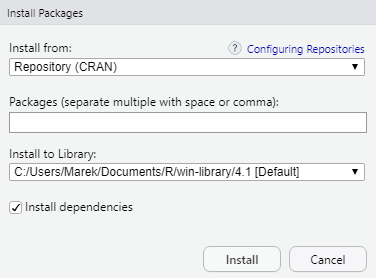 Install Packages
Install from:
? Configuring Repositories
Repository (CRAN)
Packages (separate multiple with space or comma):
Install to Library:
C:/Users/Marek/Documents/R/win-library/4.1 [Default]
Install dependencies
Install Cancel